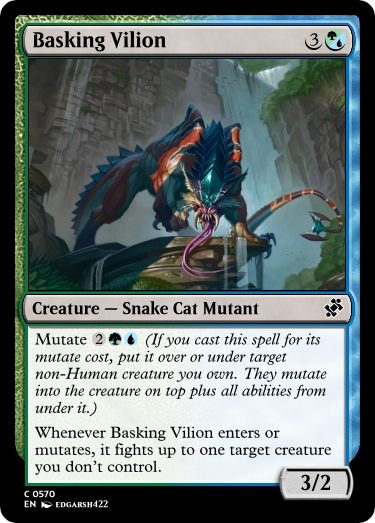 Basking Vilion 3
Creature — Snake Cat Mutant
Mutate 2 (If you cast this spell for its
mutate cost, put it over or under target
non-Human creature you own. They mutate
into the creature on top plus all abilities from
under it.)
Whenever Basking Vilion enters or
mutates, it fights up to one target creature
you don't control.
3/2
C 0570
EN EDGARSH422